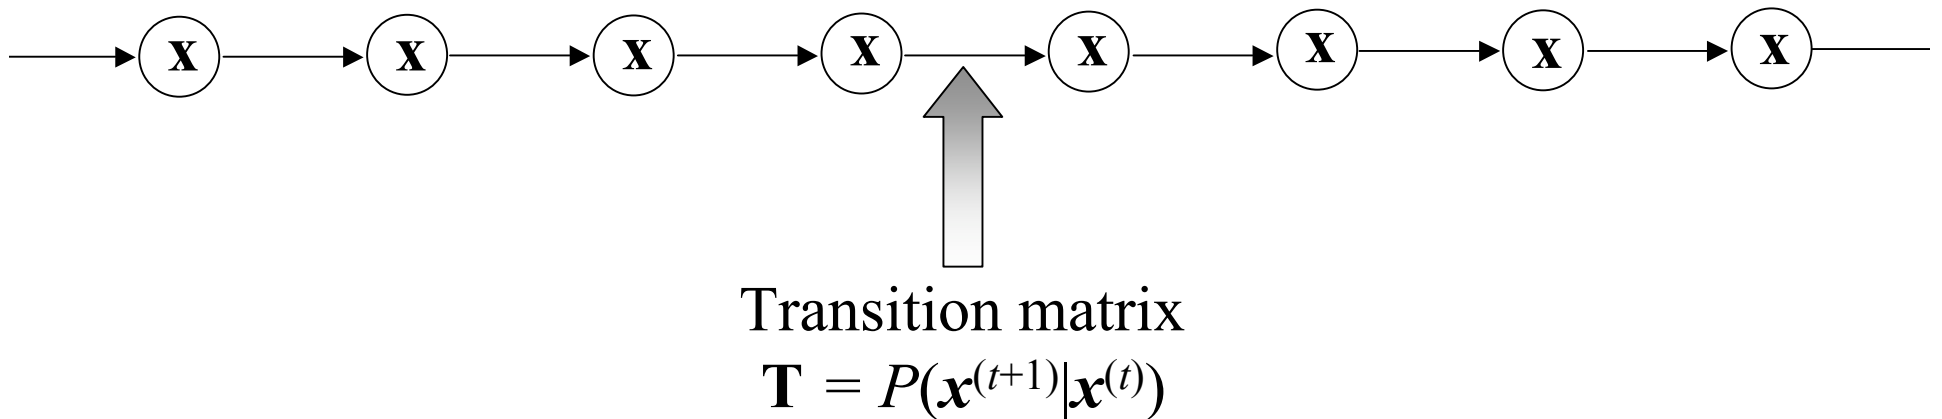 x x x x x x x x
Transition matrix
T = P(x^(t+1)|x^(t))